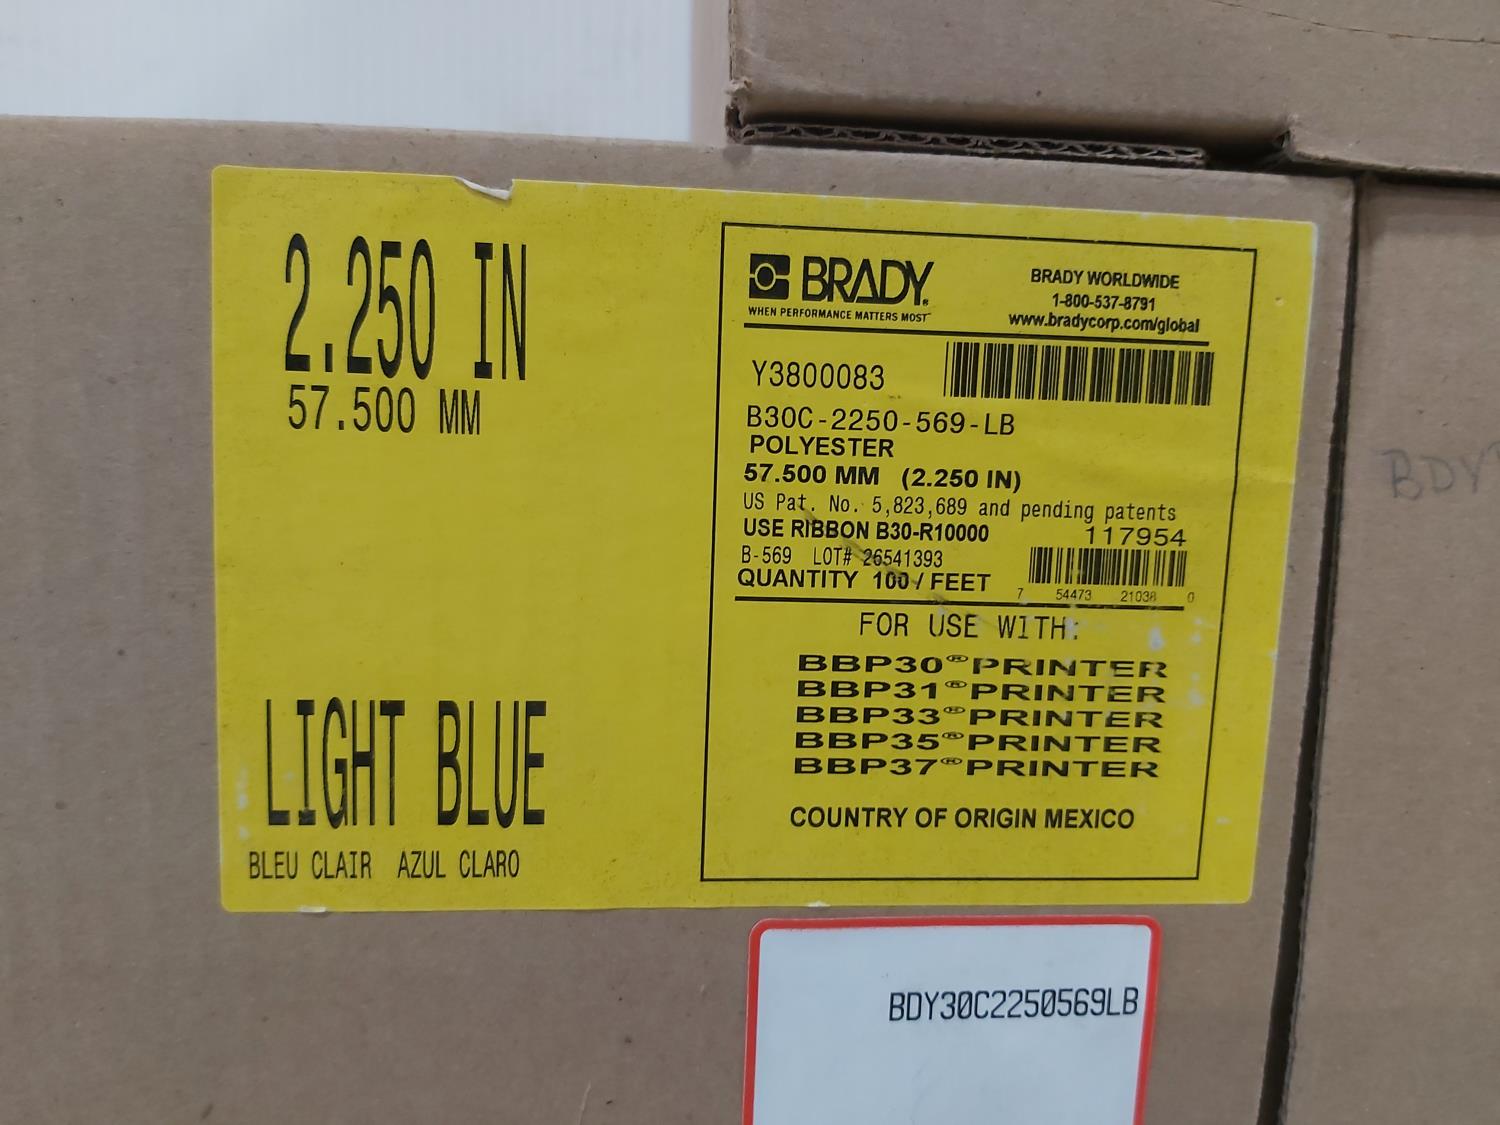 2.250 IN
57.500 MM
LIGHT BLUE
BLEU CLAIR AZUL CLARO
BRADY®
WHEN PERFORMANCE MATTERS MOST™
BRADY WORLDWIDE
1-800-537-8791
www.bradycorp.com/global
Y3800083
B30C-2250-569-LB
POLYESTER
57.500 MM (2.250 IN)
US Pat. No. 5,823,689 and pending patents
USE RIBBON B30-R10000
117954
B-569 LOT# 26541393
QUANTITY 100 / FEET
7 54473 21038 0
FOR USE WITH:
BBP30® PRINTER
BBP31® PRINTER
BBP33® PRINTER
BBP35® PRINTER
BBP37® PRINTER
COUNTRY OF ORIGIN MEXICO
BDY30C2250569LB